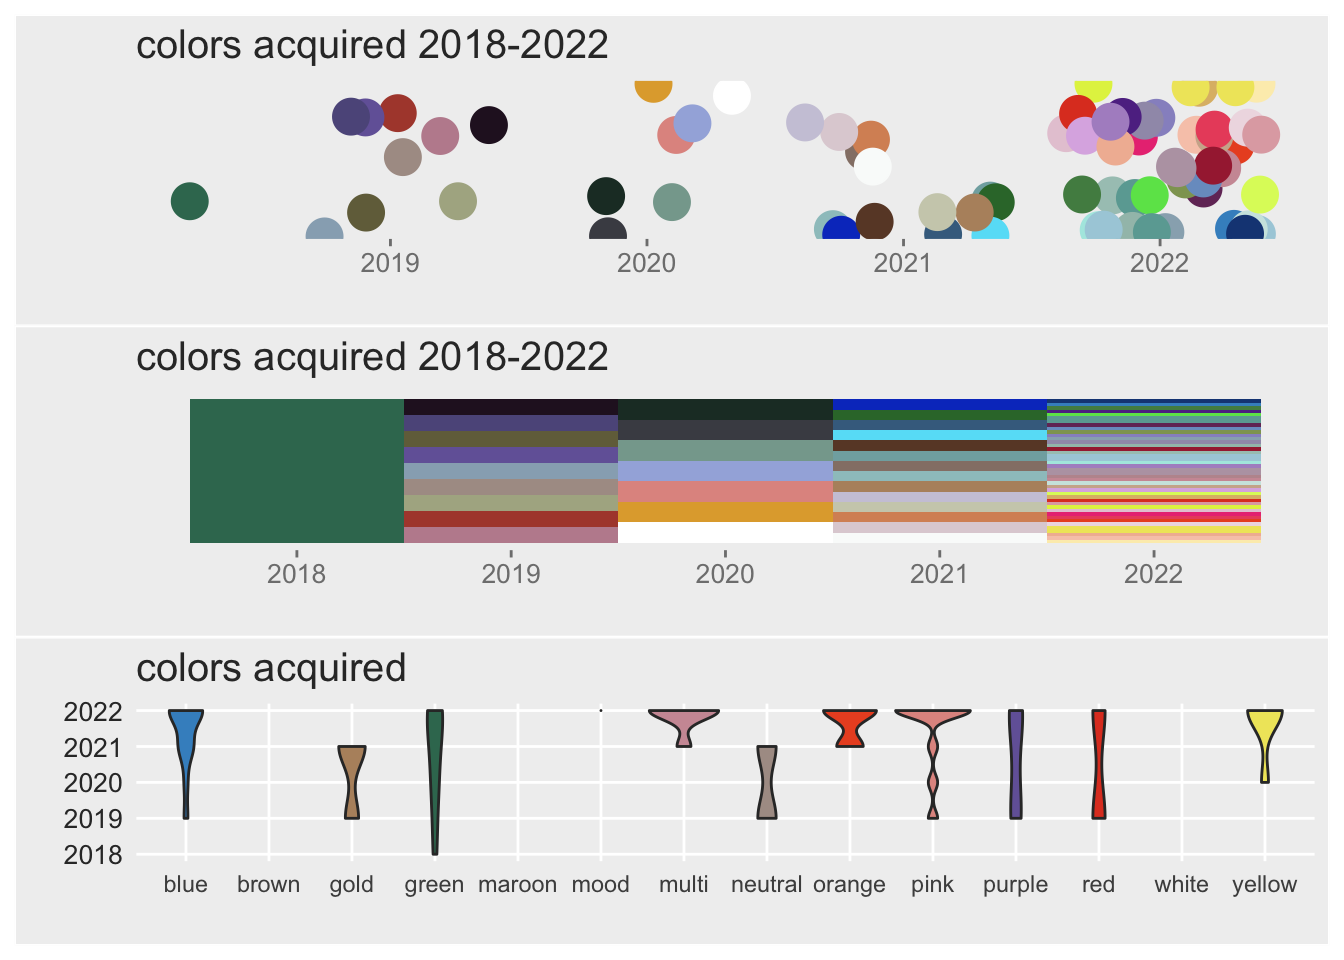 colors acquired 2018-2022
2019 2020 2021 2022
colors acquired 2018-2022
2018 2019 2020 2021 2022
colors acquired
2022
2021
2020
2019
2018
blue brown gold green maroon mood multi neutral orange pink purple red white yellow